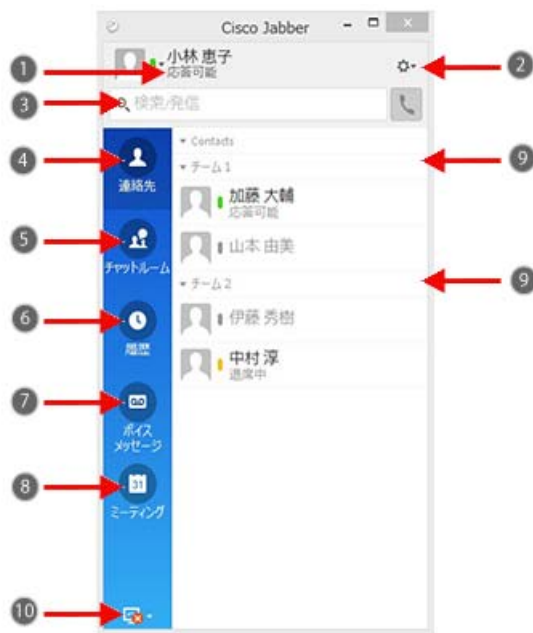 Cisco Jabber
小林 恵子
応答可能
1
2
3
検索/発信
4
連絡先
5
チャットルーム
6
履歴
7
ボイス
メッセージ
8
31
ミーティング
10
Contacts
9
チーム 1
加藤 大輔
応答可能
山本 由美
9
チーム 2
伊藤 秀樹
中村 淳
退席中